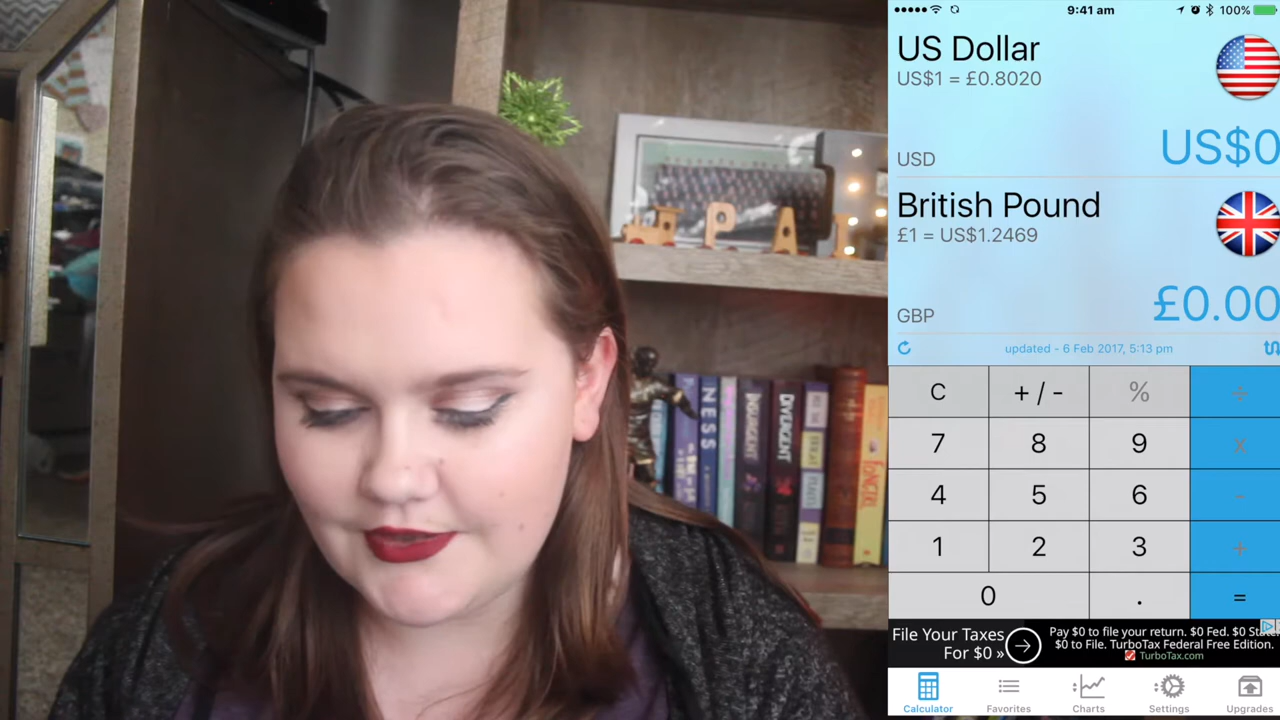 P A
NESS
DIVERGENT
9:41 am
100%
US Dollar
US$1 = £0.8020
USD
US$0
British Pound
£1 = US$1.2469
GBP
£0.00
updated - 6 Feb 2017, 5:13 pm
C + / - % ÷
7 8 9 x
4 5 6 -
1 2 3 +
0 . =
File Your Taxes
For $0 »
Pay $0 to file your return. $0 Fed. $0
$0 to File. TurboTax Federal Free Edition.
TurboTax.com
Calculator Favorites Charts Settings Upgrades